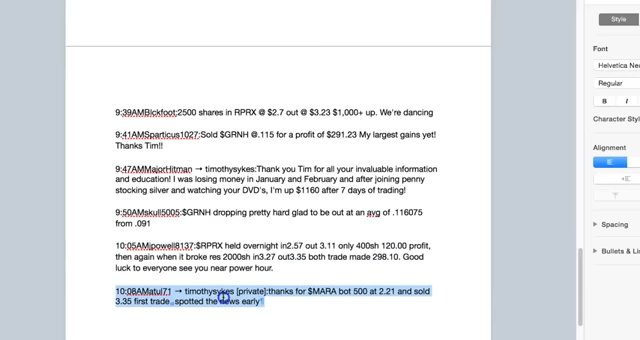 Style
Font
Helvetica Neu
Regular
B I
Character Styl
Alignment
Spacing
Bullets & Lis
9:39AMBlckfoot:2500 shares in RPRX @ $2.7 out @ $3.23 $1,000+ up. We're dancing
9:41AMSparticus1027:Sold $GRNH @.115 for a profit of $291.23 My largest gains yet!
Thanks Tim!!
9:47AMMajorHitman → timothysykes:Thank you Tim for all your invaluable information
and education! I was losing money in January and February and after joining penny
stocking silver and watching your DVD's, I'm up $1160 after 7 days of trading!
9:50AMskull5005:$GRNH dropping pretty hard glad to be out at an avg of .116075
from .091
10:05AMjpowell8137:$RPRX held overnight in2.57 out 3.11 only 400sh 120.00 profit,
then again when it broke res 2000sh in3.27 out3.35 both trade made 298.10. Good
luck to everyone see you near power hour.
10:08AMatul71 → timothysykes [private]:thanks for $MARA bot 500 at 2.21 and sold
3.35 first trade..spotted the news early